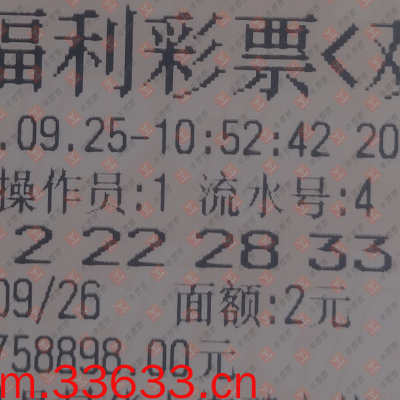 福利彩票<双
.09.25-10:52:42 20
操作员:1 流水号:4
2 22 28 33
09/26 面额:2元
758898.00元
m.33633.cn